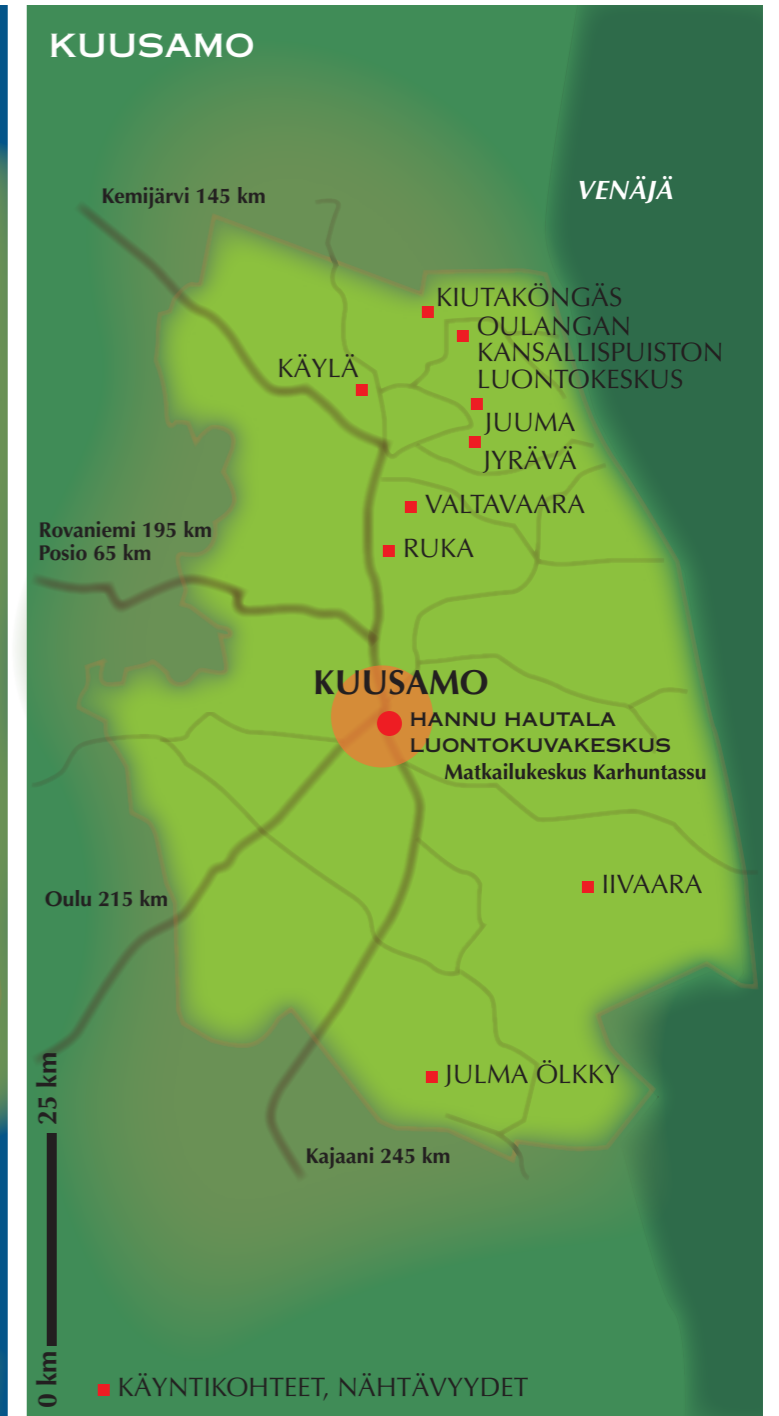 KUUSAMO
Kemijärvi 145 km
VENÄJÄ
KIUTAKÖNGÄS
OULANGAN
KANSALLISPUISTON
LUONTOKESKUS
KÄYLÄ
JUUMA
JYRÄVÄ
VALTAVAARA
Rovaniemi 195 km
Posio 65 km
RUKA
KUUSAMO
HANNU HAUTALA
LUONTOKUVAKESKUS
Matkailukeskus Karhuntassu
IIVAARA
Oulu 215 km
JULMA ÖLKKY
Kajaani 245 km
25 km
0 km
KÄYNTIKOHTEET, NÄHTÄVYYDET